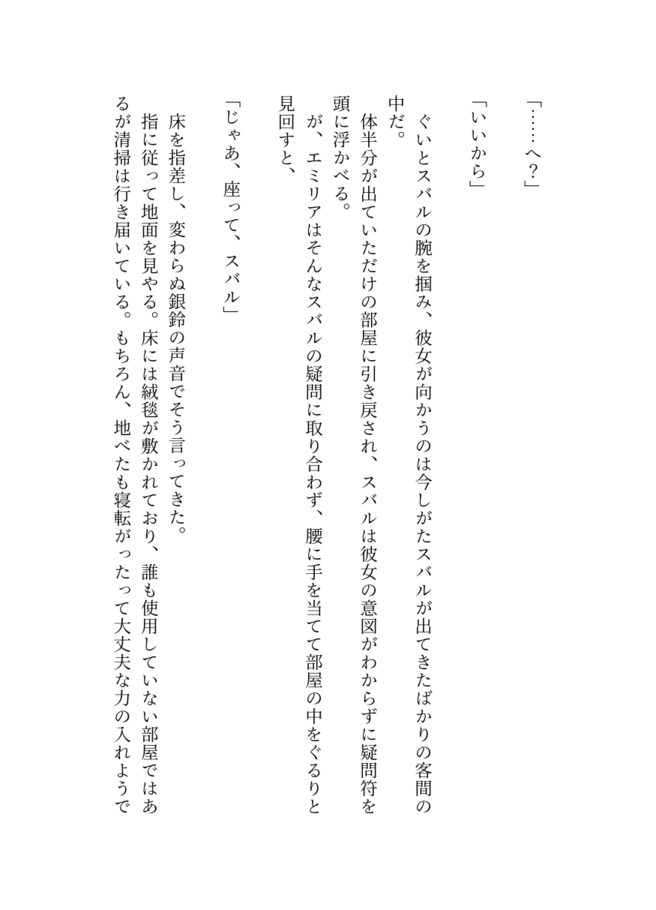 「……へ？」
「いいから」
ぐいとスバルの腕を掴み、彼女が向かうのは今しがたスバルが出てきたばかりの客間の
中だ。
体半分が出ていただけの部屋に引き戻され、スバルは彼女の意図がわからずに疑問符を
頭に浮かべる。
が、エミリアはそんなスバルの疑問に取り合わず、腰に手を当てて部屋の中をぐるりと
見回すと、
「じゃあ、座って、スバル」
床を指差し、変わらぬ銀鈴の声音でそう言ってきた。
指に従って地面を見やる。床には絨毯が敷かれており、誰も使用していない部屋ではあ
るが清掃は行き届いている。もちろん、地べたも寝転がったって大丈夫な力の入れようで